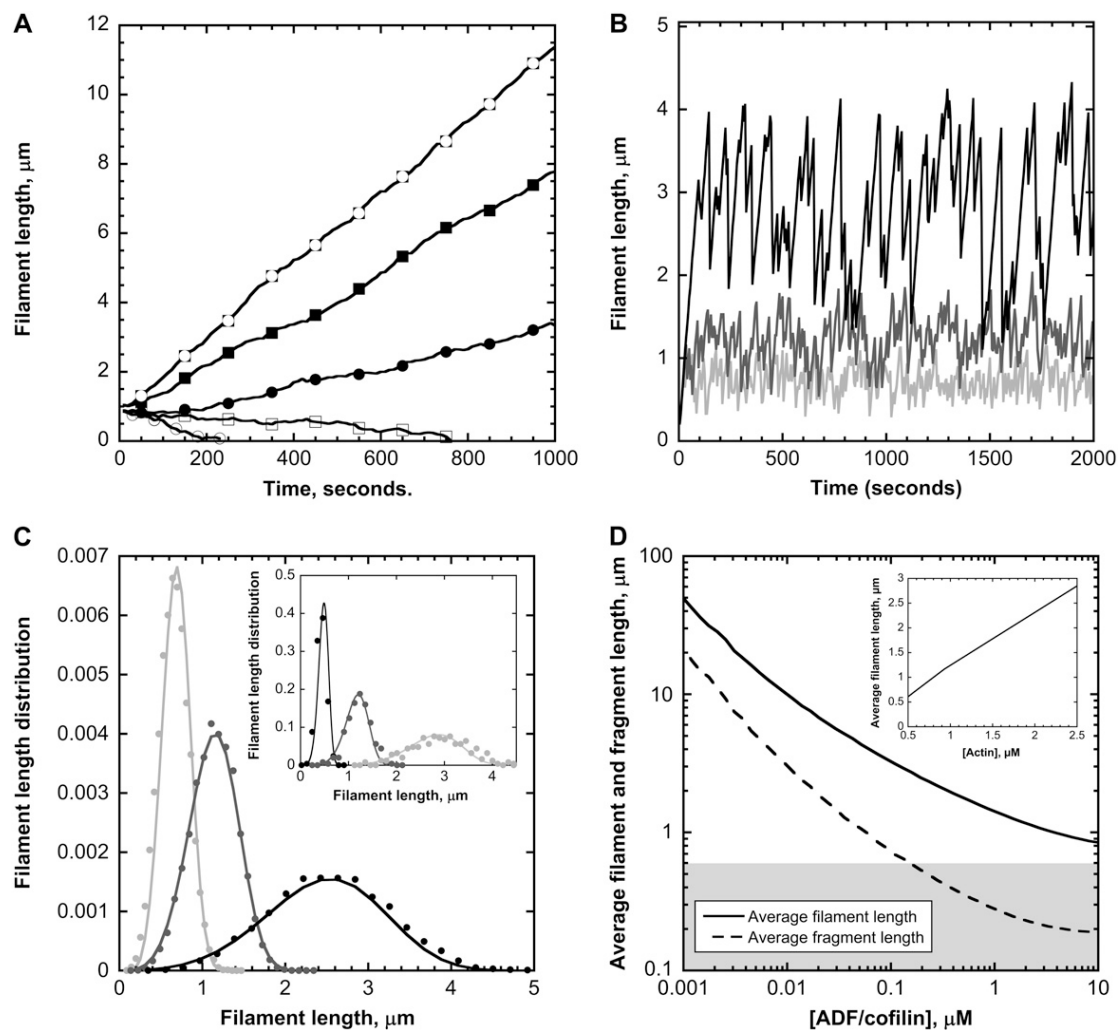 A
12
10
8
6
4
2
0
Filament length, μm
0 200 400 600 800 1000
Time, seconds.
B
5
4
3
2
1
0
Filament length, μm
0 500 1000 1500 2000
Time (seconds)
C
0.007
0.006
0.005
0.004
0.003
0.002
0.001
0
Filament length distribution
0 1 2 3 4 5
Filament length, μm
0.5
0.4
0.3
0.2
0.1
0
Filament length distribution
0 1 2 3 4
Filament length, μm
D
100
10
1
0.1
Average filament and fragment length, μm
0.001 0.01 0.1 1 10
[ADF/cofilin], μM
3
2.5
2
1.5
1
0.5
0
Average filament length, μm
0.5 1 1.5 2 2.5
[Actin], μM
Average filament length
Average fragment length